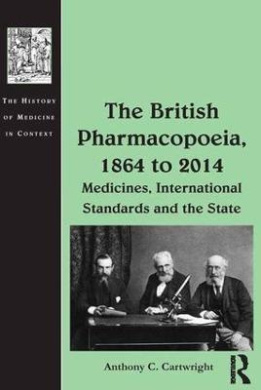 THE HISTORY
OF MEDICINE
IN CONTEXT
The British
Pharmacopoeia,
1864 to 2014
Medicines, International
Standards and the State
Anthony C. Cartwright
R